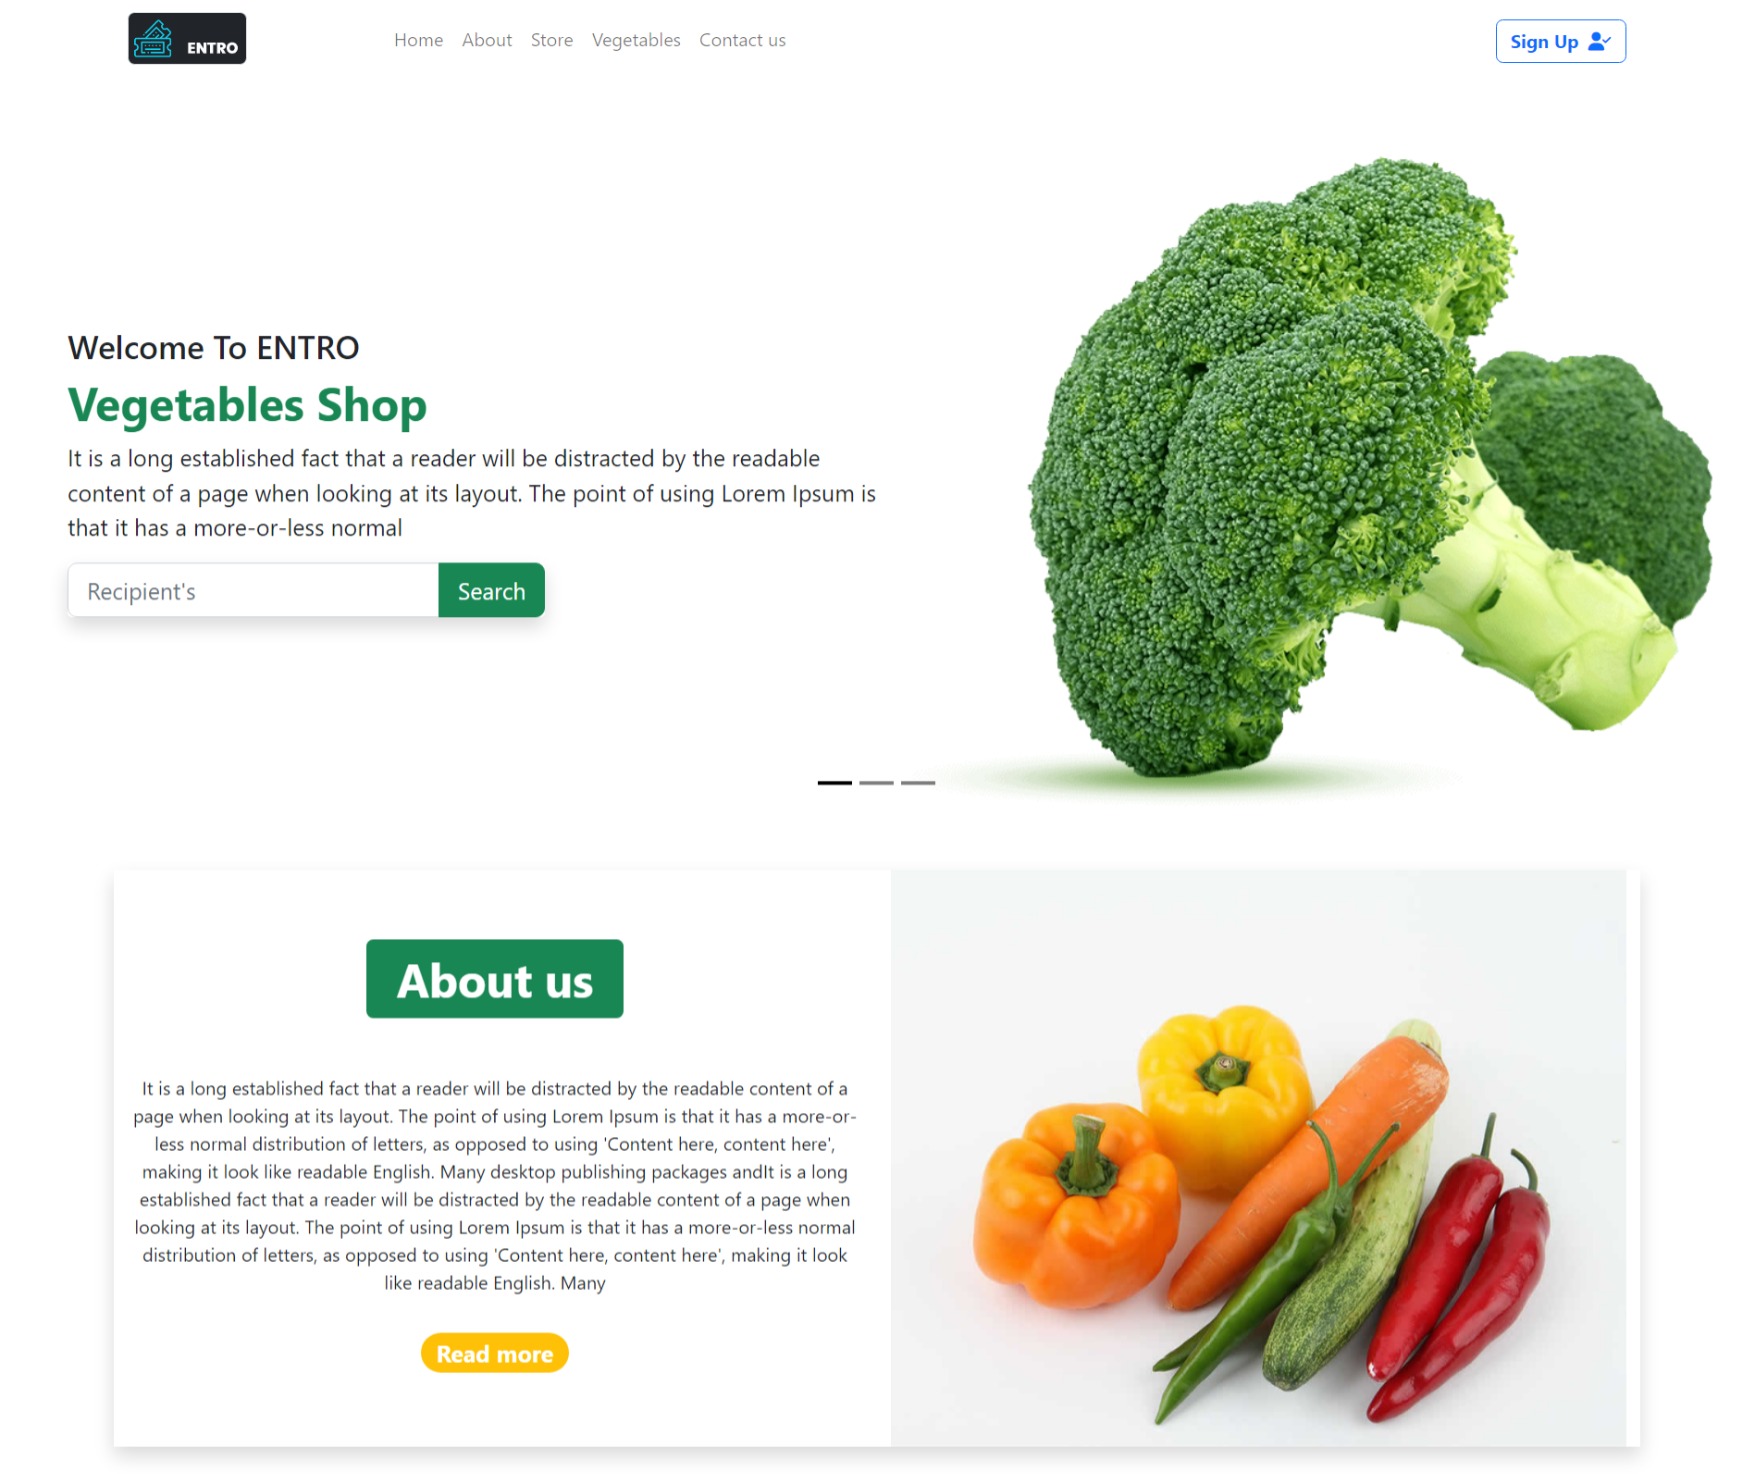 ENTRO
Home About Store Vegetables Contact us
Sign Up
Welcome To ENTRO
Vegetables Shop
It is a long established fact that a reader will be distracted by the readable
content of a page when looking at its layout. The point of using Lorem Ipsum is
that it has a more-or-less normal
Recipient's
Search
About us
It is a long established fact that a reader will be distracted by the readable content of a
page when looking at its layout. The point of using Lorem Ipsum is that it has a more-or-
less normal distribution of letters, as opposed to using 'Content here, content here',
making it look like readable English. Many desktop publishing packages andIt is a long
established fact that a reader will be distracted by the readable content of a page when
looking at its layout. The point of using Lorem Ipsum is that it has a more-or-less normal
distribution of letters, as opposed to using 'Content here, content here', making it look
like readable English. Many
Read more